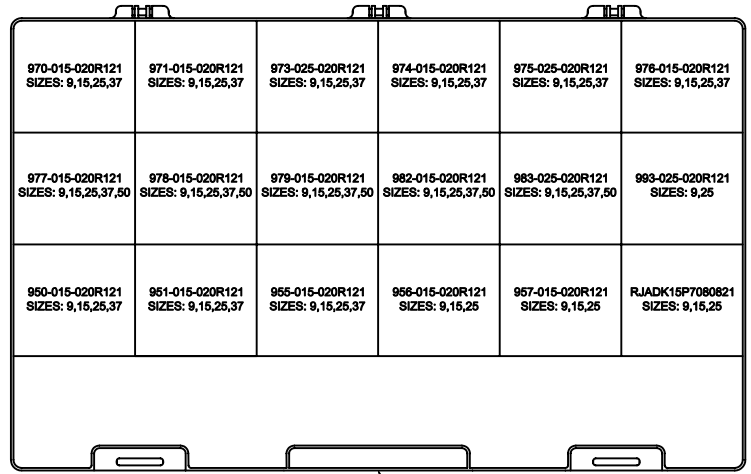 970-015-020R121
SIZES: 9,15,25,37
971-015-020R121
SIZES: 9,15,25,37
973-025-020R121
SIZES: 9,15,25,37
974-015-020R121
SIZES: 9,15,25,37
975-025-020R121
SIZES: 9,15,25,37
976-015-020R121
SIZES: 9,15,25,37
977-015-020R121
SIZES: 9,15,25,37,50
978-015-020R121
SIZES: 9,15,25,37,50
979-015-020R121
SIZES: 9,15,25,37,50
982-015-020R121
SIZES: 9,15,25,37,50
983-025-020R121
SIZES: 9,15,25,37,50
993-025-020R121
SIZES: 9,25
950-015-020R121
SIZES: 9,15,25,37
951-015-020R121
SIZES: 9,15,25,37
955-015-020R121
SIZES: 9,15,25,37
956-015-020R121
SIZES: 9,15,25
957-015-020R121
SIZES: 9,15,25
RJADK15P7080821
SIZES: 9,15,25